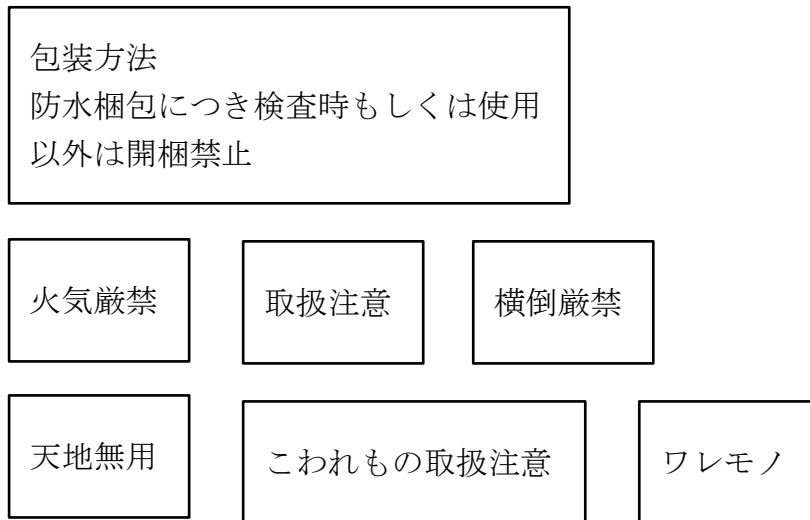 包装方法
防水梱包につき検査時もしくは使用
以外は開梱禁止
火気厳禁
取扱注意
横倒厳禁
天地無用
こわれもの取扱注意
ワレモノ